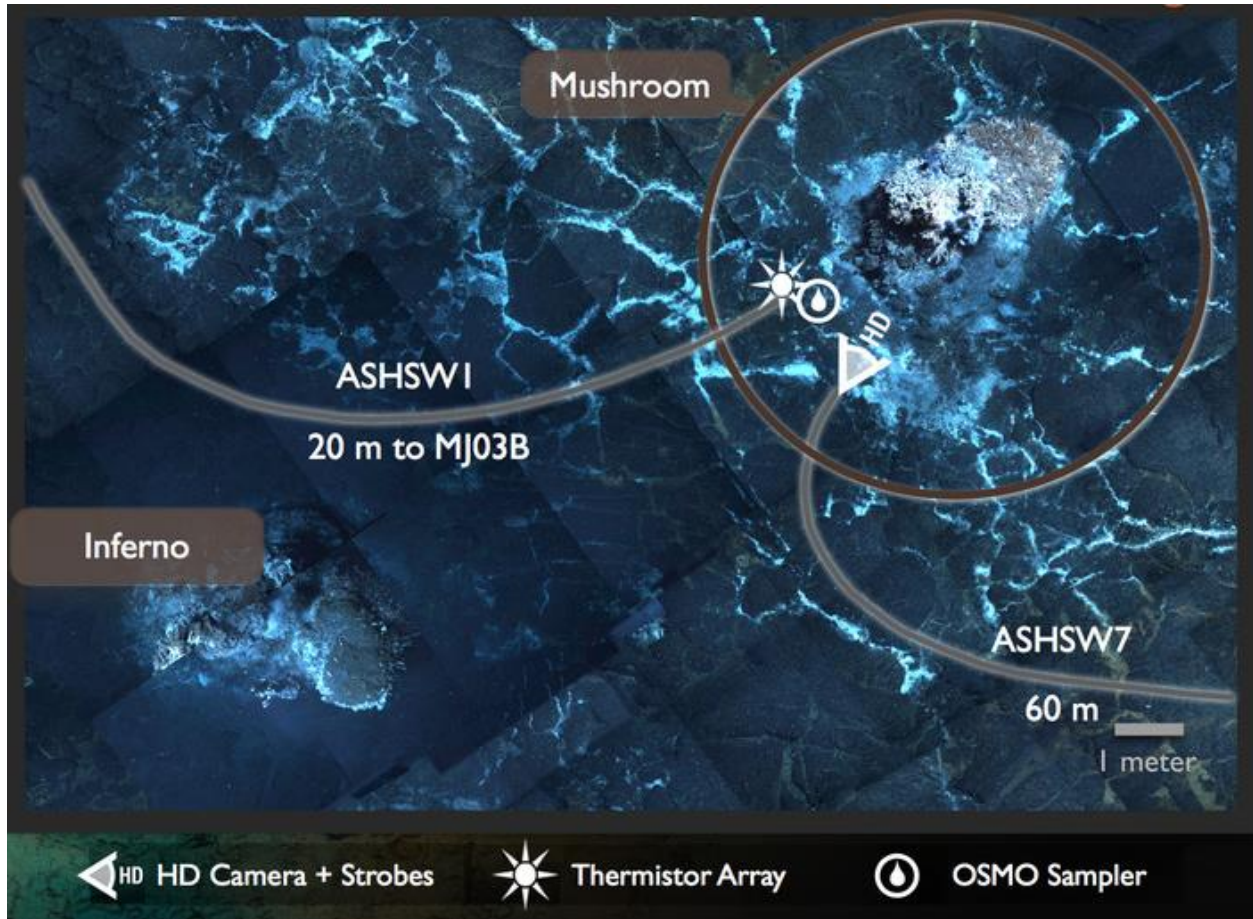 Mushroom
HD
ASHSW1
20 m to MJ03B
Inferno
ASHSW7
60 m
1 meter
HD HD Camera + Strobes
Thermistor Array
OSMO Sampler